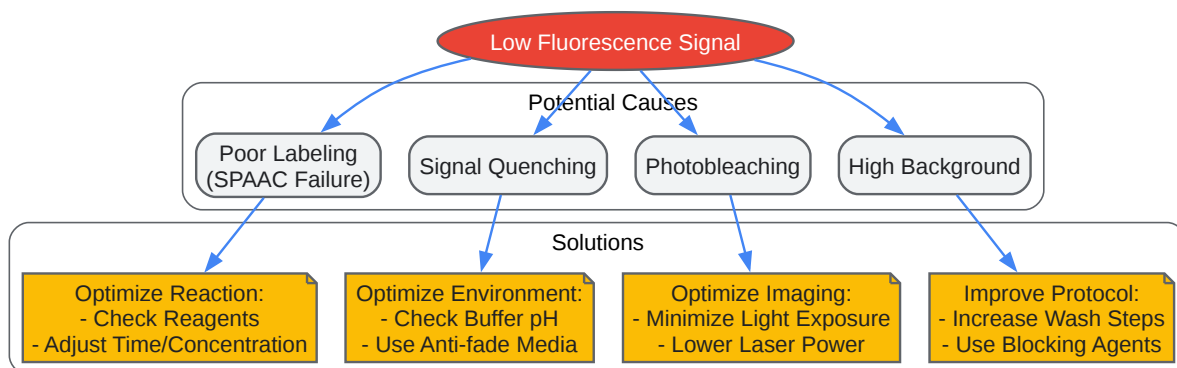 Low Fluorescence Signal
Potential Causes
Poor Labeling
(SPAAC Failure)
Signal Quenching
Photobleaching
High Background
Solutions
Optimize Reaction:
- Check Reagents
- Adjust Time/Concentration
Optimize Environment:
- Check Buffer pH
- Use Anti-fade Media
Optimize Imaging:
- Minimize Light Exposure
- Lower Laser Power
Improve Protocol:
- Increase Wash Steps
- Use Blocking Agents